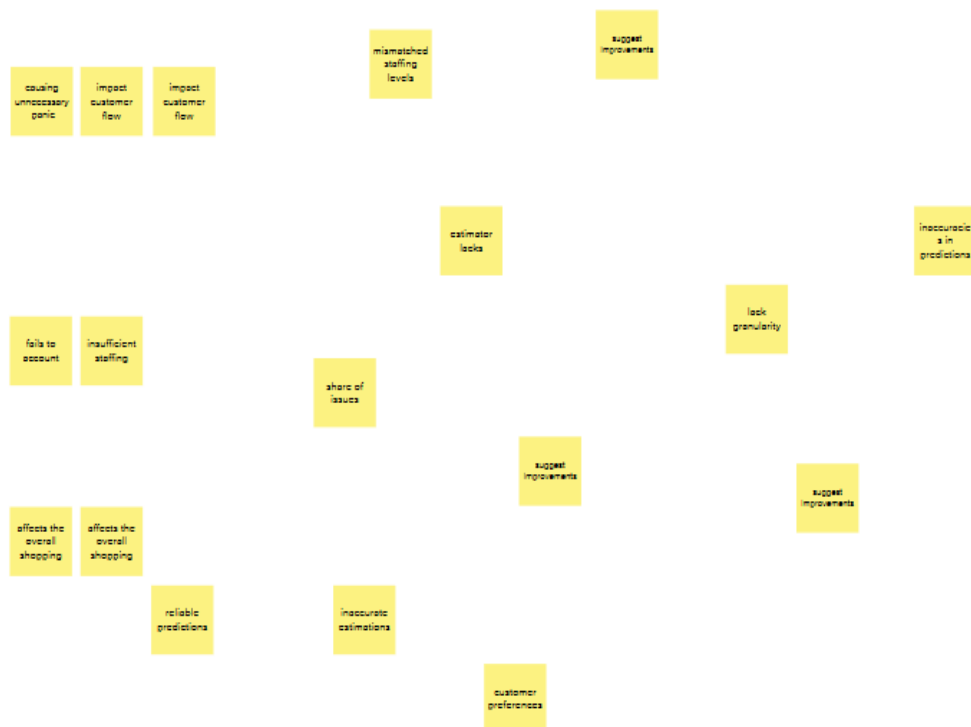 suggest
improvements
mismatched
staffing
levels
causing
unnecessary
panic
impact
customer
flow
impact
customer
flow
estimator
lacks
inaccuracie
s in
predictions
lack
granularity
fails to
account
insufficient
staffing
share of
issues
suggest
improvements
suggest
improvements
affects the
overall
shopping
affects the
overall
shopping
reliable
predictions
inaccurate
estimations
customer
preferences